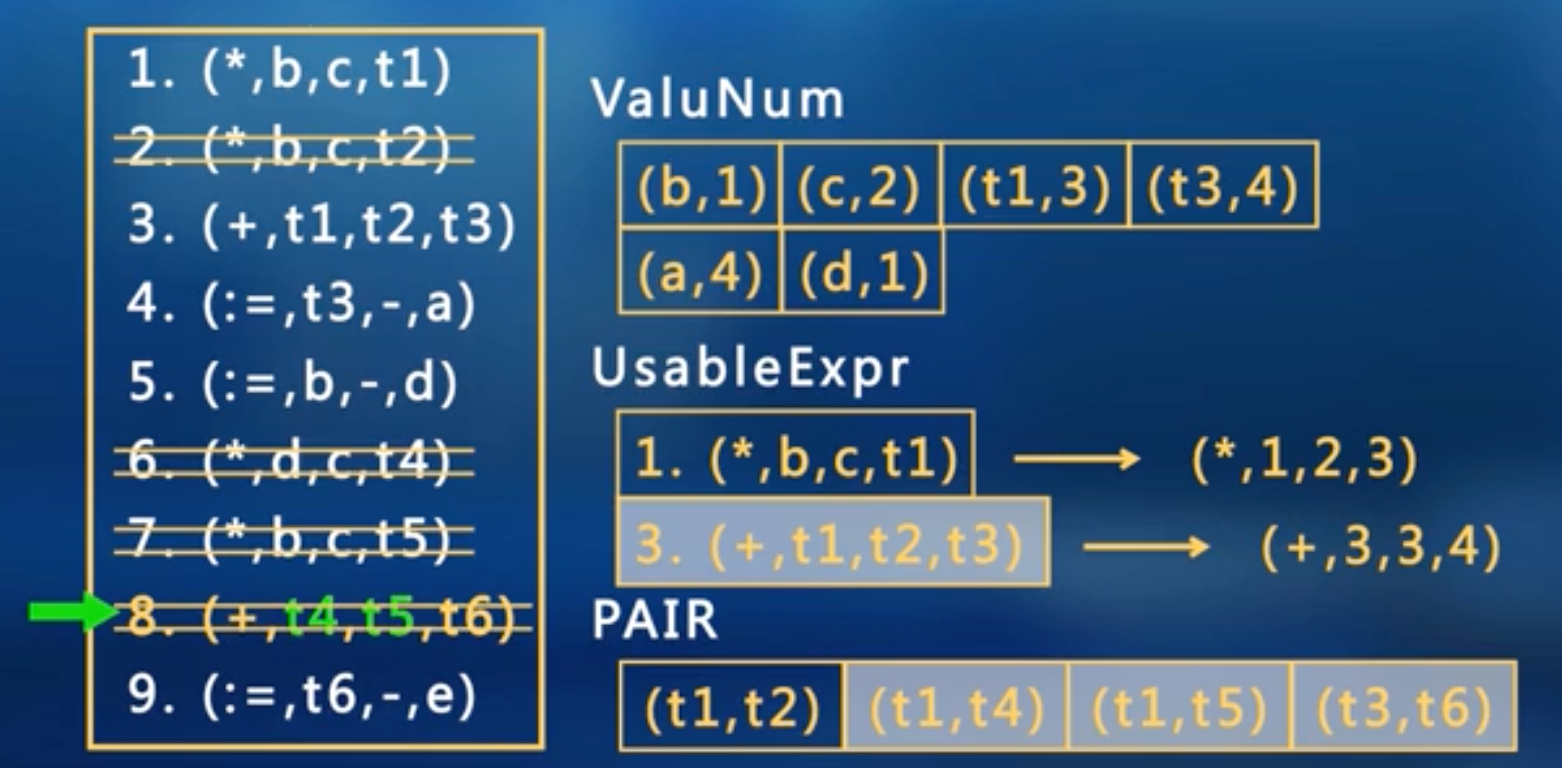 1. (*,b,c,t1)
2. (*,b,c,t2)
3. (+,t1,t2,t3)
4. (:=,t3,-,a)
5. (:=,b,-,d)
6. (*,d,c,t4)
7. (*,b,c,t5)
8. (+,t4,t5,t6)
9. (:=,t6,-,e)
ValuNum
(b,1) (c,2) (t1,3) (t3,4)
(a,4) (d,1)
UsableExpr
1. (*,b,c,t1) → (*,1,2,3)
3. (+,t1,t2,t3) → (+,3,3,4)
PAIR
(t1,t2) (t1,t4) (t1,t5) (t3,t6)